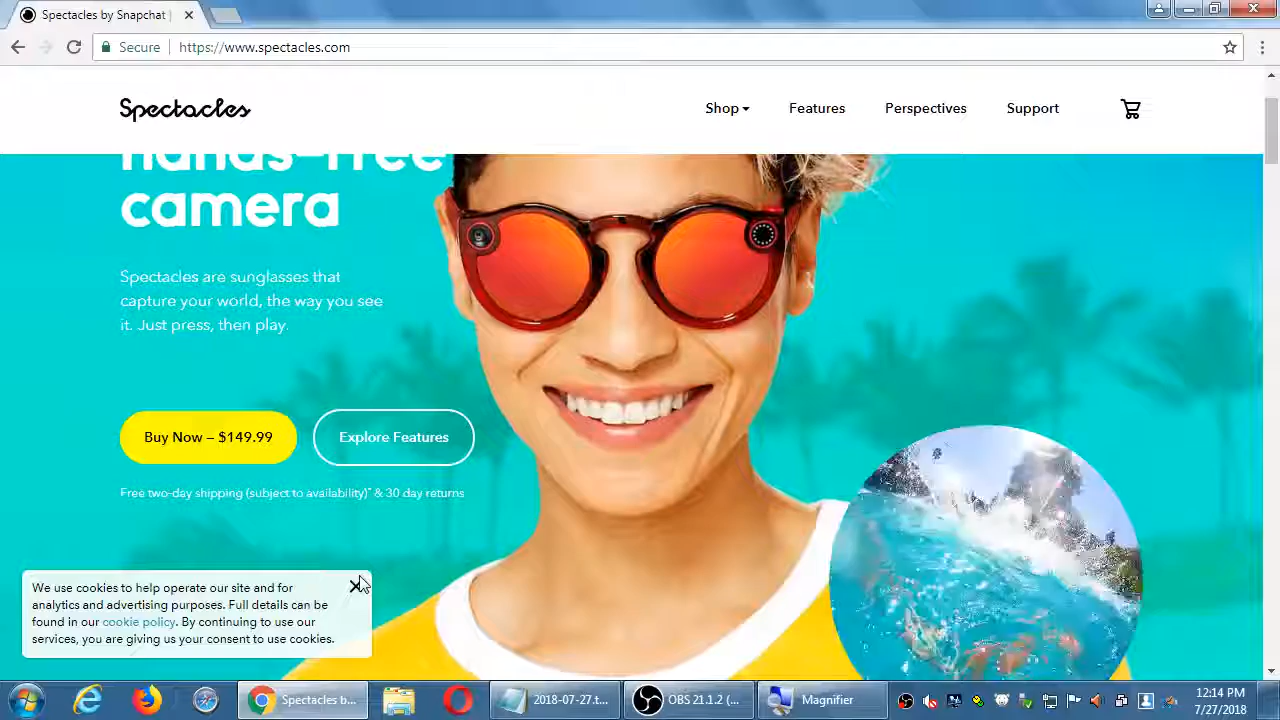 Spectacles by Snapchat |
Secure
https://www.spectacles.com
Spectacles
Shop
Features
Perspectives
Support
hands-free
camera
Spectacles are sunglasses that
capture your world, the way you see
it. Just press, then play.
Buy Now – $149.99
Explore Features
Free two-day shipping (subject to availability)* & 30 day returns
We use cookies to help operate our site and for
analytics and advertising purposes. Full details can be
found in our cookie policy. By continuing to use our
services, you are giving us your consent to use cookies.
Spectacles b...
2018-07-27.t...
OBS 21.1.2 (...
Magnifier
12:14 PM
7/27/2018